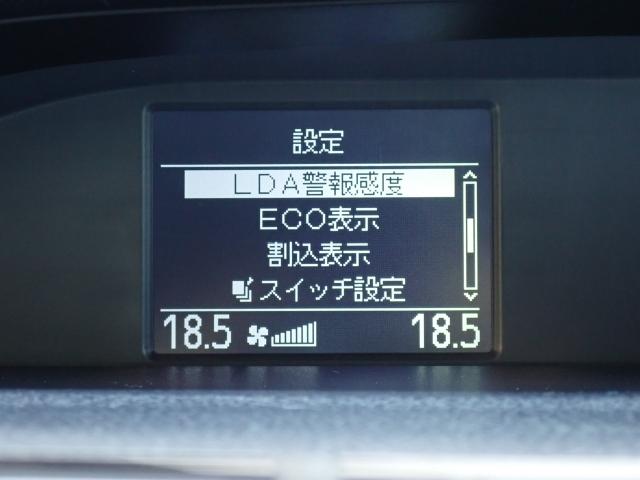 設定
LDA警報感度
ECO表示
割込表示
スイッチ設定
18.5 18.5